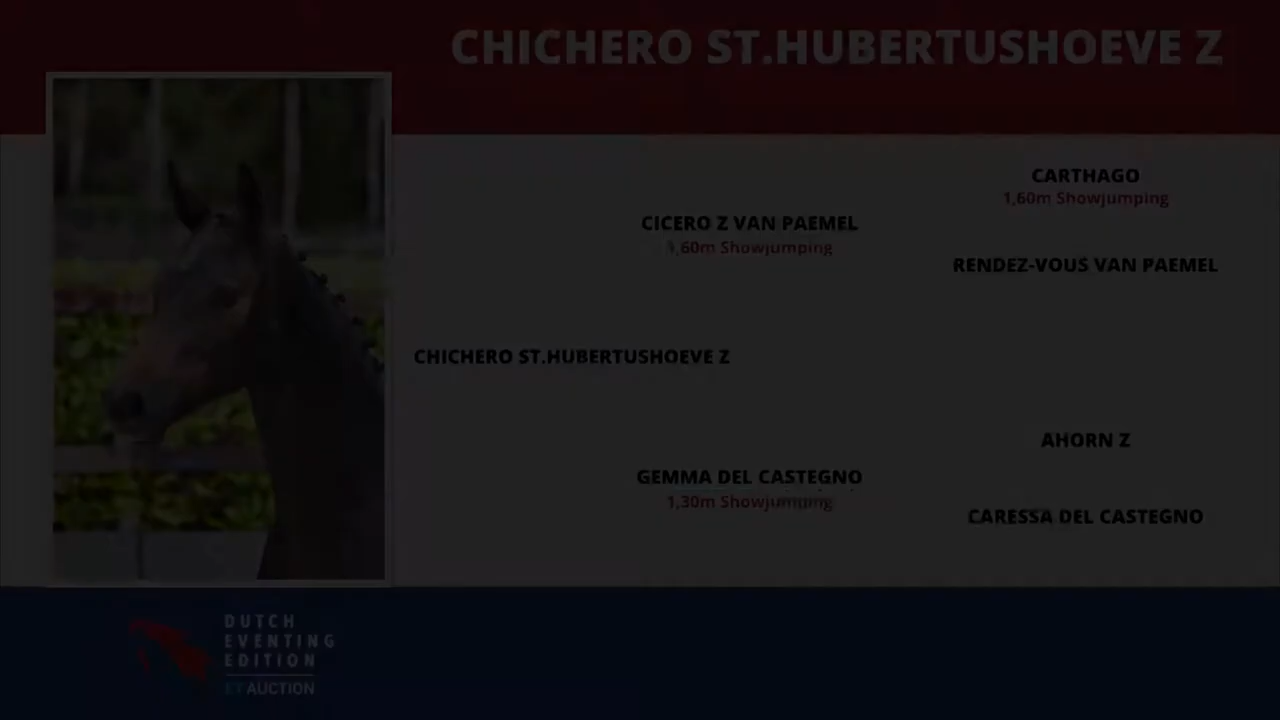 CHICHERO ST.HUBERTUSHOEVE Z
CARTHAGO
1,60m Showjumping
CICERO Z VAN PAEMEL
1,60m Showjumping
RENDEZ-VOUS VAN PAEMEL
CHICHERO ST.HUBERTUSHOEVE Z
AHORN Z
GEMMA DEL CASTEGNO
1,30m Showjumping
CARESSA DEL CASTEGNO
DUTCH
EVENTING
EDITION
ET AUCTION